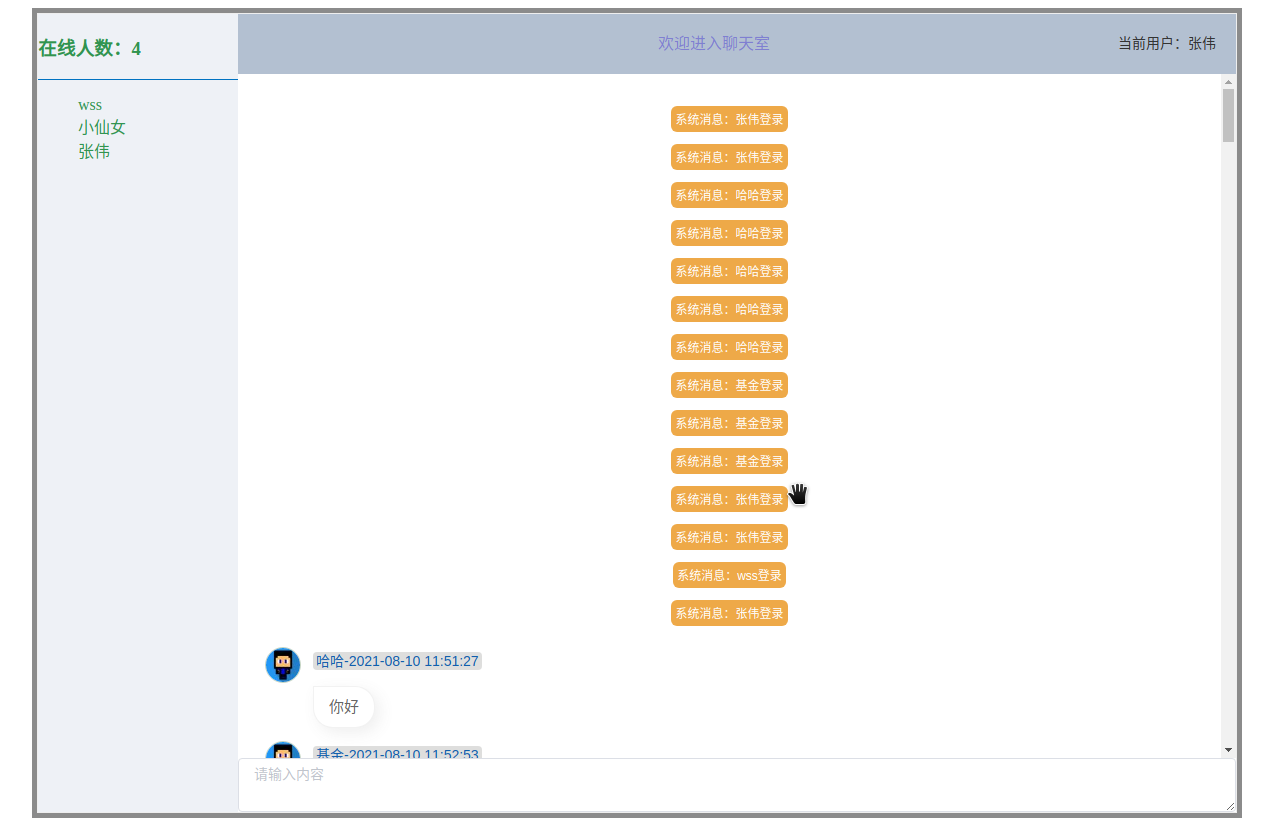 在线人数：4
wss
小仙女
张伟
欢迎进入聊天室
当前用户：张伟
系统消息：张伟登录
系统消息：张伟登录
系统消息：哈哈登录
系统消息：哈哈登录
系统消息：哈哈登录
系统消息：哈哈登录
系统消息：哈哈登录
系统消息：基金登录
系统消息：基金登录
系统消息：基金登录
系统消息：张伟登录
系统消息：张伟登录
系统消息：wss登录
系统消息：张伟登录
哈哈-2021-08-10 11:51:27
你好
基金-2021-08-10 11:52:53
请输入内容